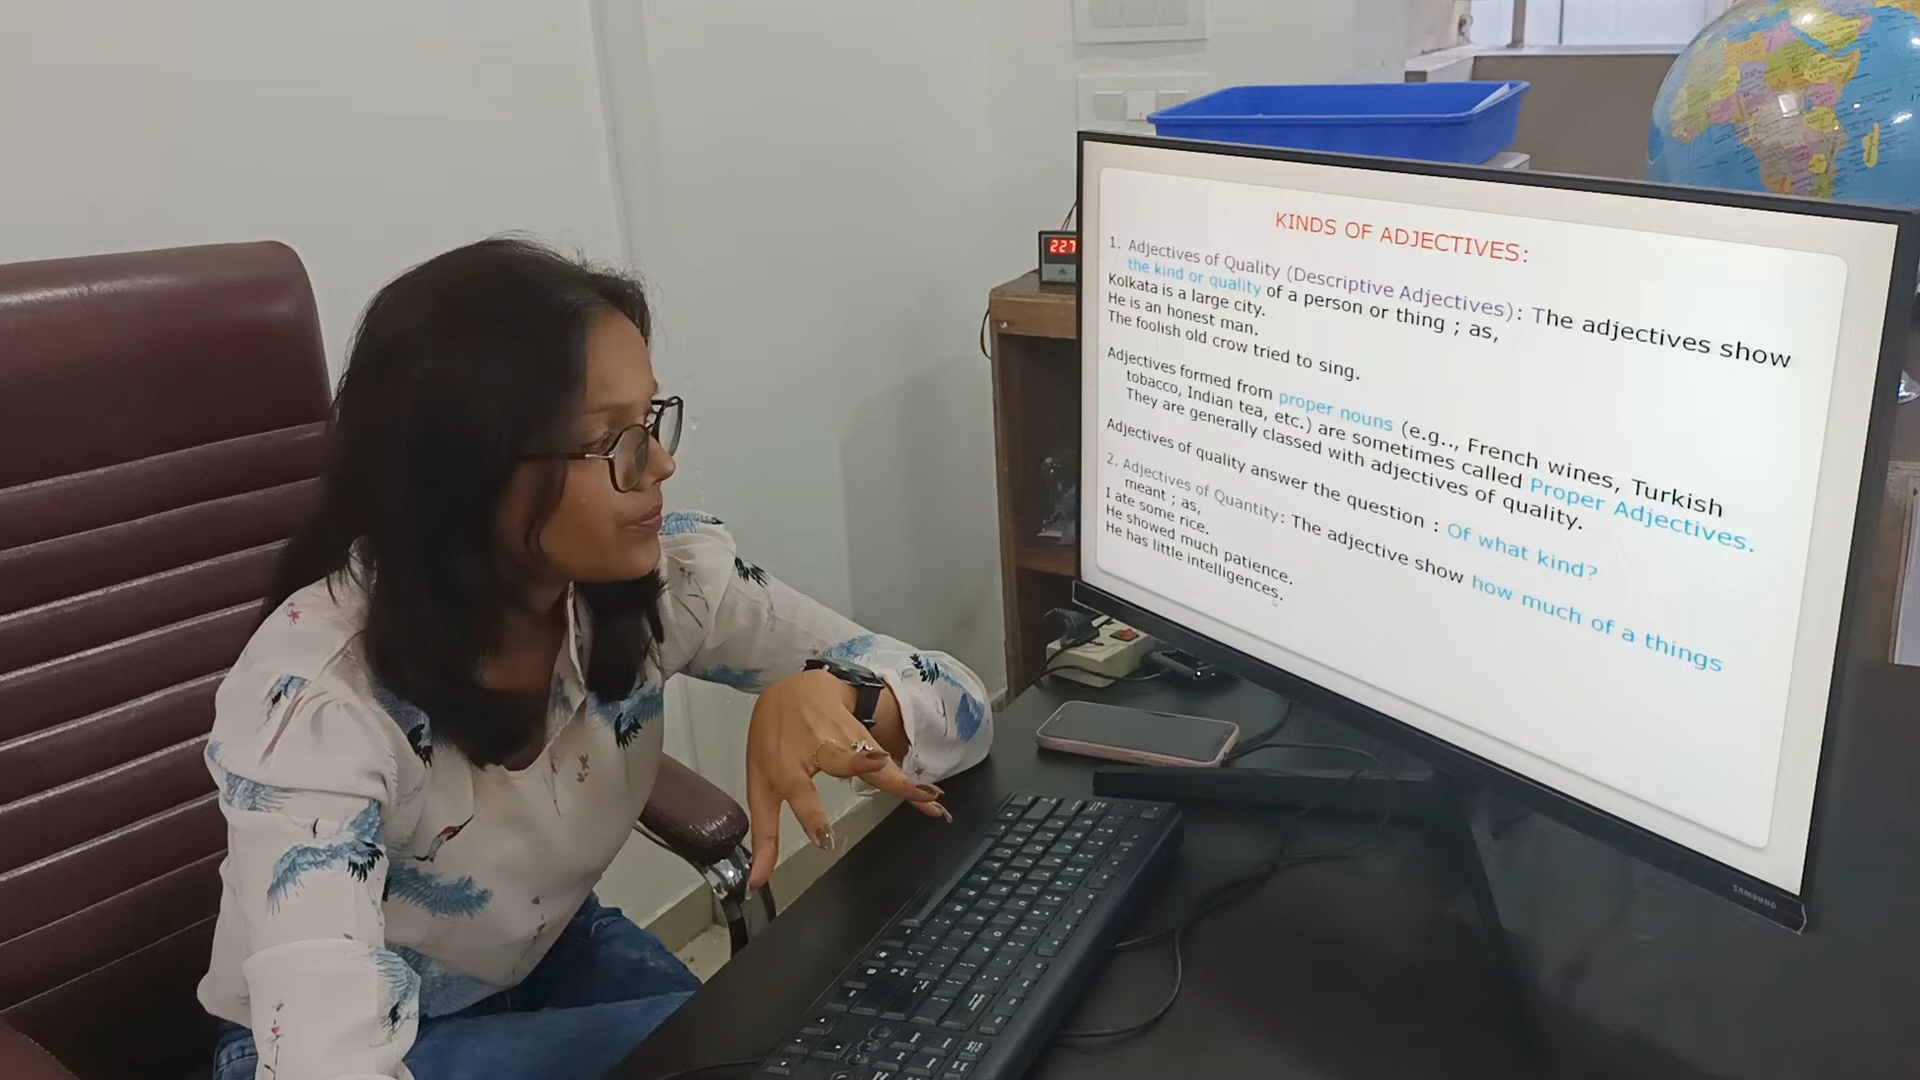 227
KINDS OF ADJECTIVES:
1. Adjectives of Quality (Descriptive Adjectives): The adjectives show
the kind or quality of a person or thing ; as,
Kolkata is a large city.
He is an honest man.
The foolish old crow tried to sing.
Adjectives formed from proper nouns (e.g.., French wines, Turkish
tobacco, Indian tea, etc.) are sometimes called Proper Adjectives.
They are generally classed with adjectives of quality.
Adjectives of quality answer the question : Of what kind?
2. Adjectives of Quantity: The adjective show how much of a things
meant ; as,
I ate some rice.
He showed much patience.
He has little intelligences.
SAMSUNG